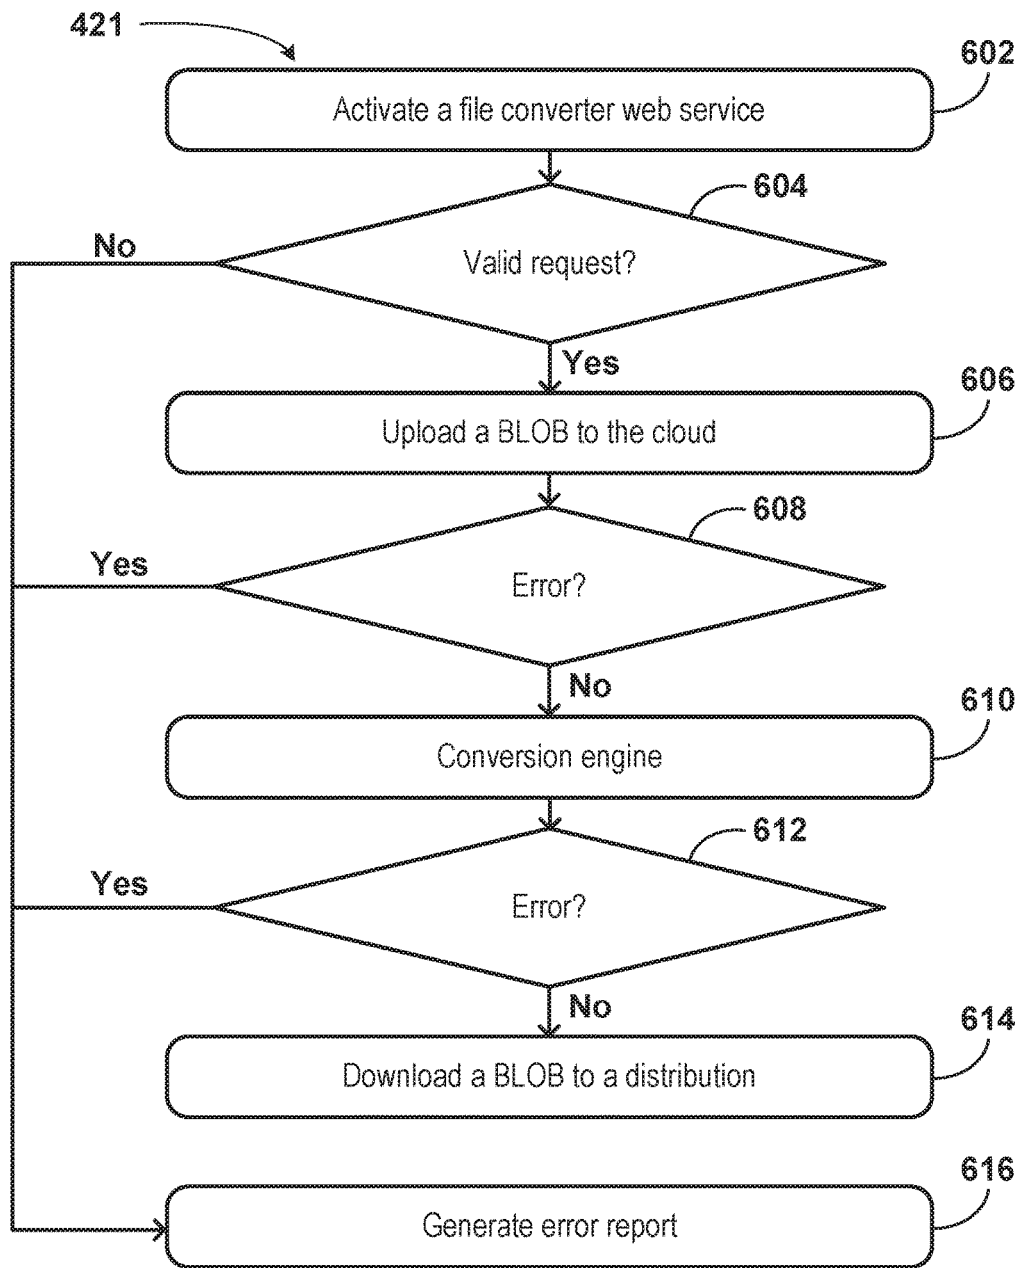 421
602
Activate a file converter web service
604
No
Valid request?
Yes
606
Upload a BLOB to the cloud
608
Yes
Error?
No
610
Conversion engine
612
Yes
Error?
No
614
Download a BLOB to a distribution
616
Generate error report